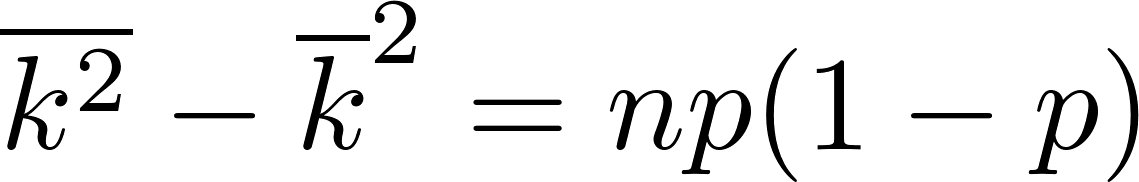 $\overline{k^2} - \overline{k}^2 = np(1 - p)$